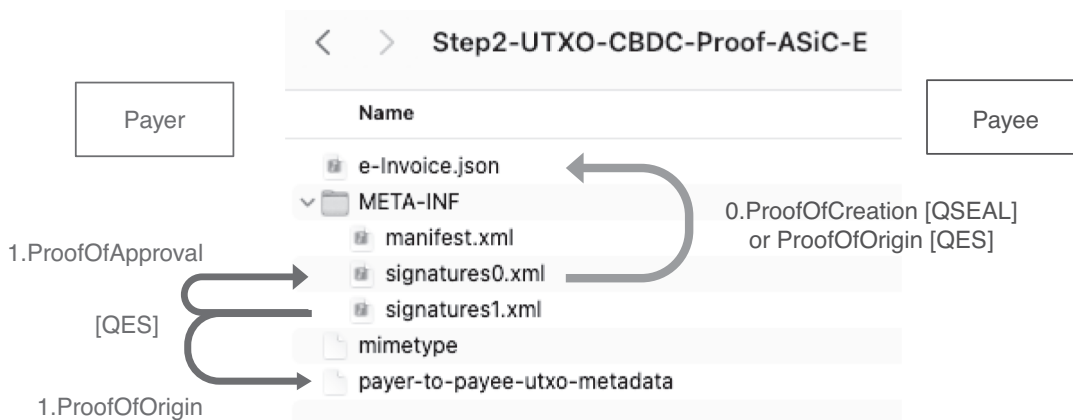 Step2-UTXO-CBDC-Proof-ASiC-E
Payer
Name
Payee
e-Invoice.json
META-INF
0.ProofOfCreation [QSEAL]
or ProofOfOrigin [QES]
manifest.xml
1.ProofOfApproval
signatures0.xml
signatures1.xml
[QES]
mimetype
payer-to-payee-utxo-metadata
1.ProofOfOrigin